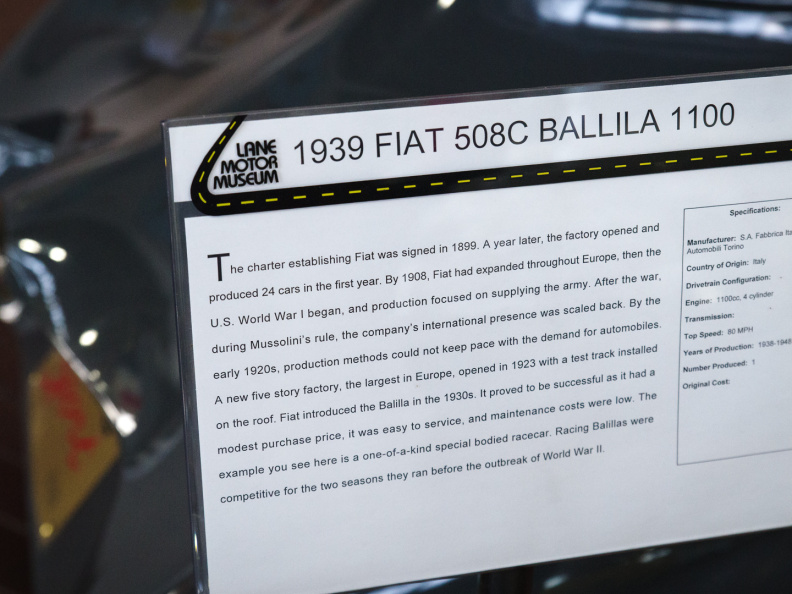 LANE
MOTOR
MUSEUM
1939 FIAT 508C BALLILA 1100
The charter establishing Fiat was signed in 1899. A year later, the factory opened and
produced 24 cars in the first year. By 1908, Fiat had expanded throughout Europe, then the
U.S. World War I began, and production focused on supplying the army. After the war,
during Mussolini's rule, the company's international presence was scaled back. By the
early 1920s, production methods could not keep pace with the demand for automobiles.
A new five story factory, the largest in Europe, opened in 1923 with a test track installed
on the roof. Fiat introduced the Balilla in the 1930s. It proved to be successful as it had a
modest purchase price, it was easy to service, and maintenance costs were low. The
example you see here is a one-of-a-kind special bodied racecar. Racing Balillas were
competitive for the two seasons they ran before the outbreak of World War II.
Specifications:
Manufacturer: S.A. Fabbrica Ita
Automobili Torino
Country of Origin: Italy
Drivetrain Configuration:
Engine: 1100cc, 4 cylinder
Transmission:
Top Speed: 80 MPH
Years of Production: 1938-1948
Number Produced: 1
Original Cost: